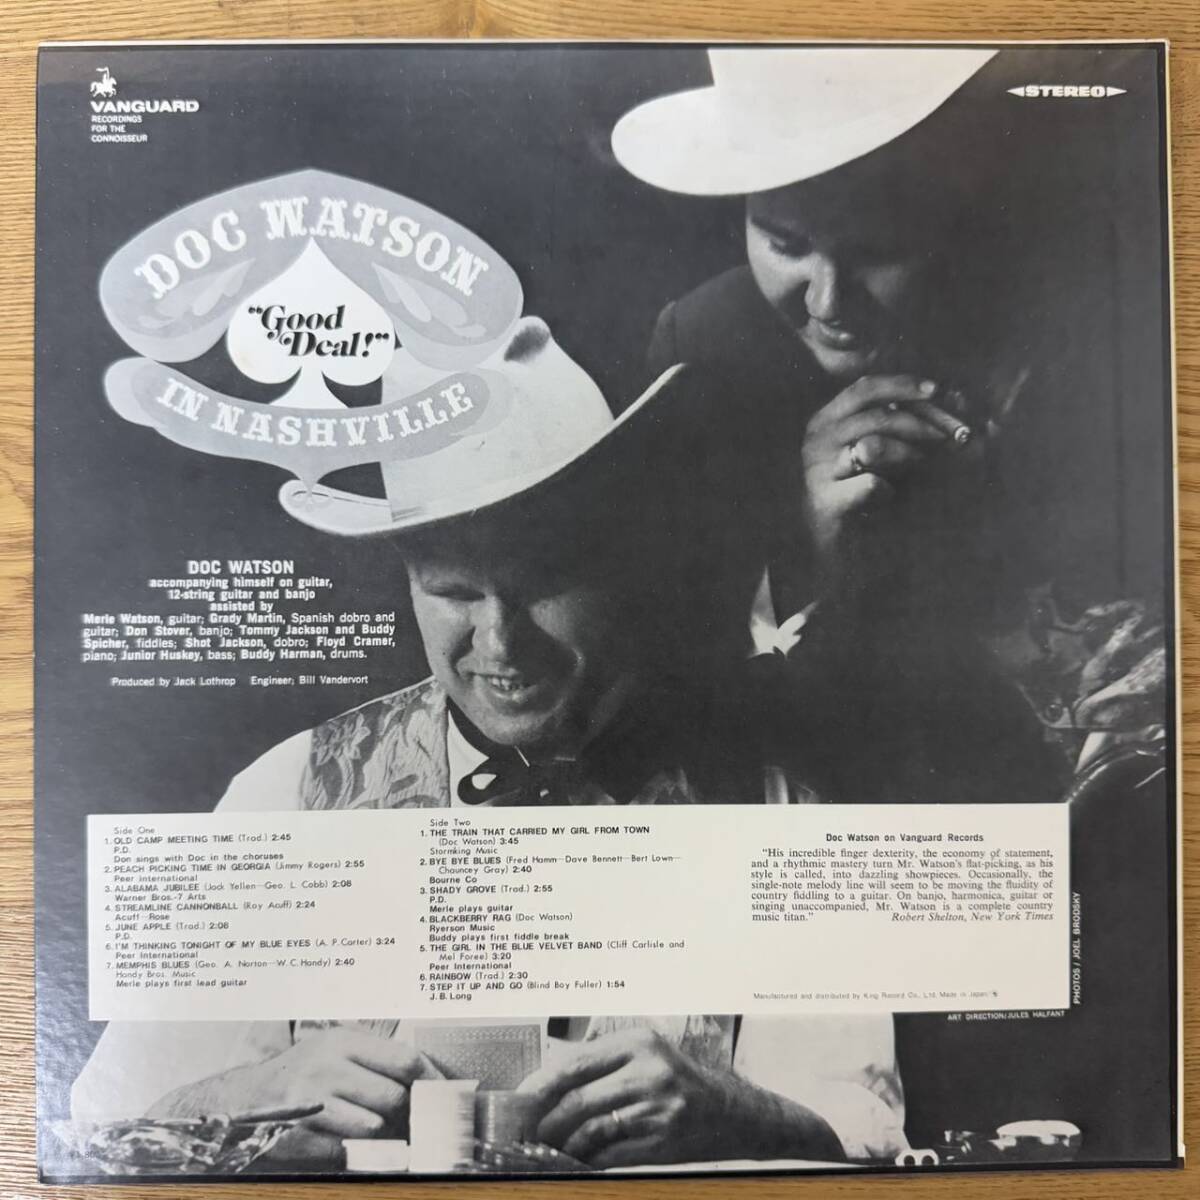 VANGUARD
RECORDINGS
FOR THE
CONNOISSEUR
STEREO
DOC WATSON
"Good
Deal!"
IN NASHVILLE
DOC WATSON
accompanying himself on guitar,
12-string guitar and banjo
assisted by
Merle Watson, guitar; Grady Martin, Spanish dobro and
guitar; Don Stover, banjo; Tommy Jackson and Buddy
Spicher, fiddles; Shot Jackson, dobro; Floyd Cramer,
piano; Junior Huskey, bass; Buddy Harman, drums.
Produced by Jack Lothrop Engineer; Bill Vandervort
Side One
1. OLD CAMP MEETING TIME (Trad.) 2:45
P.D.
Don sings with Doc in the choruses
2. PEACH PICKING TIME IN GEORGIA (Jimmy Rogers) 2:55
Peer International
3. ALABAMA JUBILEE (Jack Yellen—Geo. L. Cobb) 2:08
Warner Bros.-7 Arts
4. STREAMLINE CANNONBALL (Roy Acuff) 2:24
Acuff-Rose
5. JUNE APPLE (Trad.) 2:08
P.D.
6. I'M THINKING TONIGHT OF MY BLUE EYES (A. P. Carter) 3:24
Peer International
7. MEMPHIS BLUES (Geo. A. Norton—W. C. Handy) 2:40
Handy Bros. Music
Merle plays first lead guitar
Side Two
1. THE TRAIN THAT CARRIED MY GIRL FROM TOWN
(Doc Watson) 3:45
Stormking Music
2. BYE BYE BLUES (Fred Hamm—Dave Bennett—Bert Lown—
Chauncey Gray) 2:40
Bourne Co
3. SHADY GROVE (Trad.) 2:55
P.D.
Merle plays guitar
4. BLACKBERRY RAG (Doc Watson)
Ryerson Music
Buddy plays first fiddle break
5. THE GIRL IN THE BLUE VELVET BAND (Cliff Carlisle and
Mel Foree) 3:20
Peer International
6. RAINBOW (Trad.) 2:30
7. STEP IT UP AND GO (Blind Boy Fuller) 1:54
J. B. Long
Doc Watson on Vanguard Records
"His incredible finger dexterity, the economy of statement,
and a rhythmic mastery turn Mr. Watson's flat-picking, as his
style is called, into dazzling showpieces. Occasionally, the
single-note melody line will seem to be moving the fluidity of
country fiddling to a guitar. On banjo, harmonica, guitar or
singing unaccompanied, Mr. Watson is a complete country
music titan." Robert Shelton, New York Times
Manufactured and distributed by King Record Co., Ltd. Made in Japan
PHOTOS / JOEL BRODSKY
ART DIRECTION/JULES HALFANT